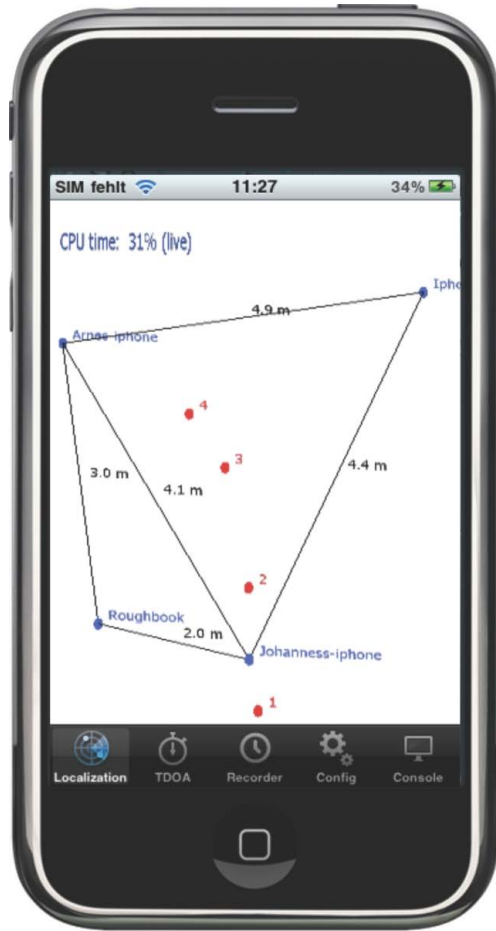 SIM fehlt 11:27 34%
CPU time: 31% (live)
Iphc
4.9 m
Arnes-iphone
4
3
3.0 m
4.1 m
4.4 m
2
Roughbook
2.0 m
Johanness-iphone
1
Localization TDOA Recorder Config Console